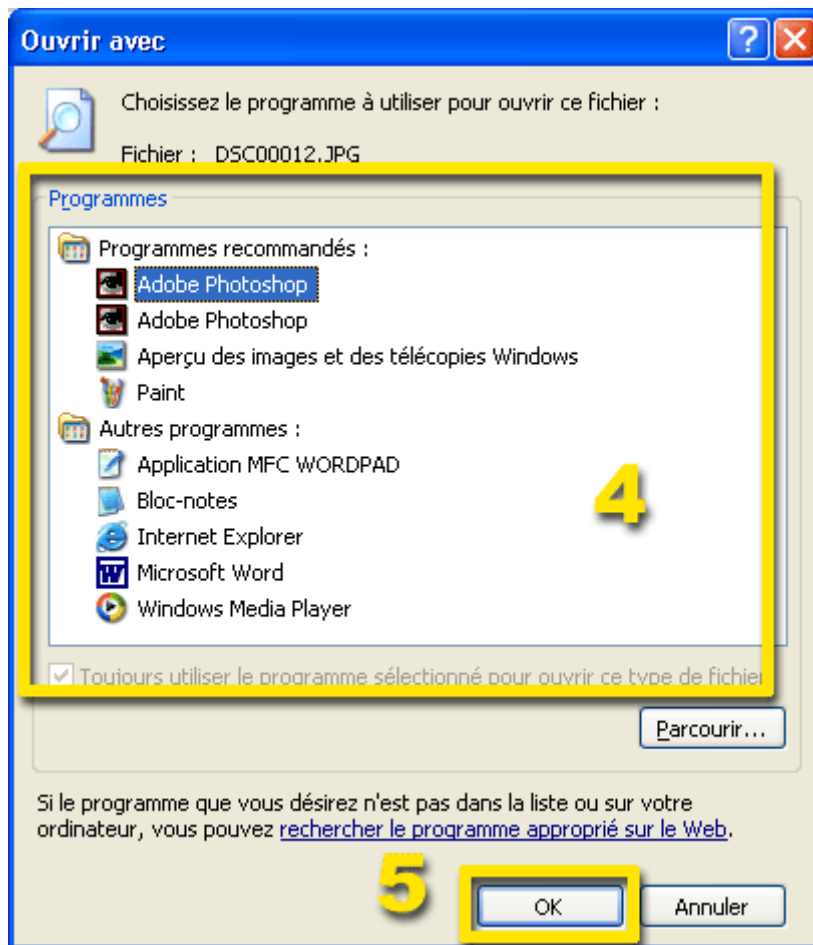 Ouvrir avec
Choisissez le programme à utiliser pour ouvrir ce fichier :
Fichier : DSC00012.JPG
Programmes
Programmes recommandés :
Adobe Photoshop
Adobe Photoshop
Aperçu des images et des télécopies Windows
Paint
Autres programmes :
Application MFC WORDPAD
Bloc-notes
Internet Explorer
Microsoft Word
Windows Media Player
4
Toujours utiliser le programme sélectionné pour ouvrir ce type de fichier
Parcourir...
Si le programme que vous désirez n'est pas dans la liste ou sur votre
ordinateur, vous pouvez rechercher le programme approprié sur le Web.
5
OK
Annuler